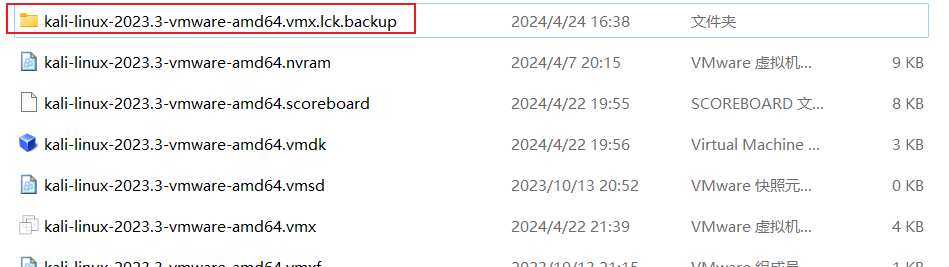 kali-linux-2023.3-vmware-amd64.vmx.lck.backup 2024/4/24 16:38 文件夹
kali-linux-2023.3-vmware-amd64.nvram 2024/4/7 20:15 VMware 虚拟机... 9 KB
kali-linux-2023.3-vmware-amd64.scoreboard 2024/4/22 19:55 SCOREBOARD 文... 8 KB
kali-linux-2023.3-vmware-amd64.vmdk 2024/4/22 19:56 Virtual Machine ... 3 KB
kali-linux-2023.3-vmware-amd64.vmsd 2023/10/13 20:52 VMware 快照元... 0 KB
kali-linux-2023.3-vmware-amd64.vmx 2024/4/22 21:39 VMware 虚拟机... 4 KB
kali-linux-2023.3-vmware-amd64.vmxf 2023/10/13 21:15 VMware 组成员... 1 KB